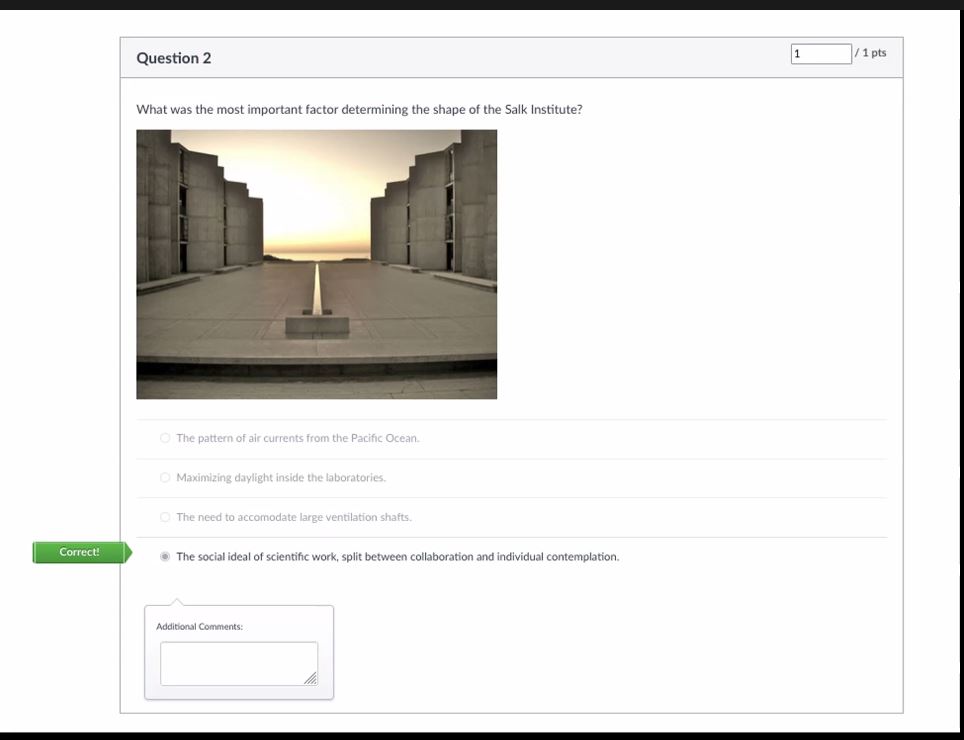 Question 2
1 / 1 pts
What was the most important factor determining the shape of the Salk Institute?
The pattern of air currents from the Pacific Ocean.
Maximizing daylight inside the laboratories.
The need to accomodate large ventilation shafts.
Correct!
The social ideal of scientific work, split between collaboration and individual contemplation.
Additional Comments: